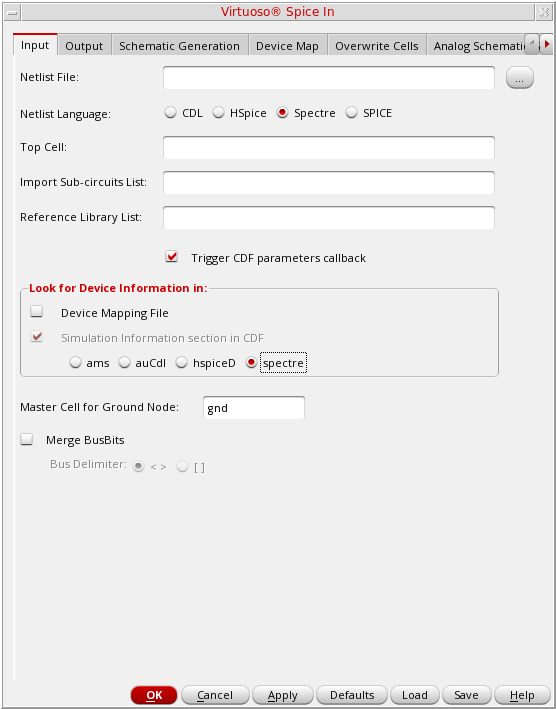 Virtuoso® Spice In
Input Output Schematic Generation Device Map Overwrite Cells Analog Schematic
Netlist File: ...
Netlist Language: CDL HSpice Spectre SPICE
Top Cell:
Import Sub-circuits List:
Reference Library List:
Trigger CDF parameters callback
Look for Device Information in:
Device Mapping File
Simulation Information section in CDF
ams auCdl hspiceD spectre
Master Cell for Ground Node: gnd
Merge BusBits
Bus Delimiter: < > [ ]
OK Cancel Apply Defaults Load Save Help